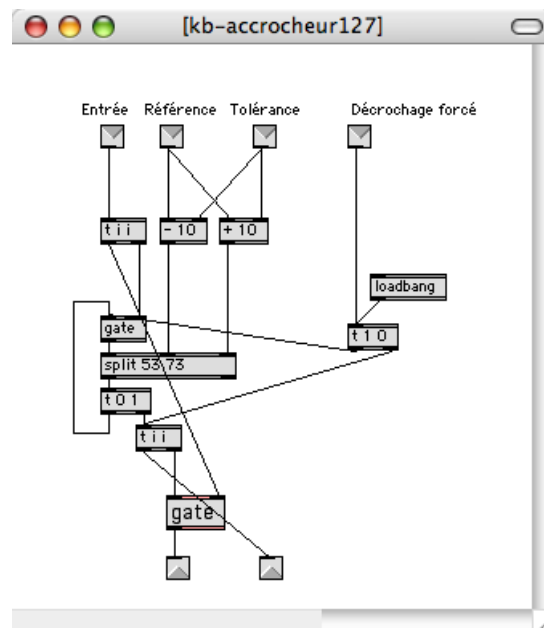 [kb-accrocheur127]
Entrée Référence Tolérance Décrochage forcé
t i i - 10 + 10
loadbang
gate t 1 0
split 53 73
t 0 1
t i i
gate